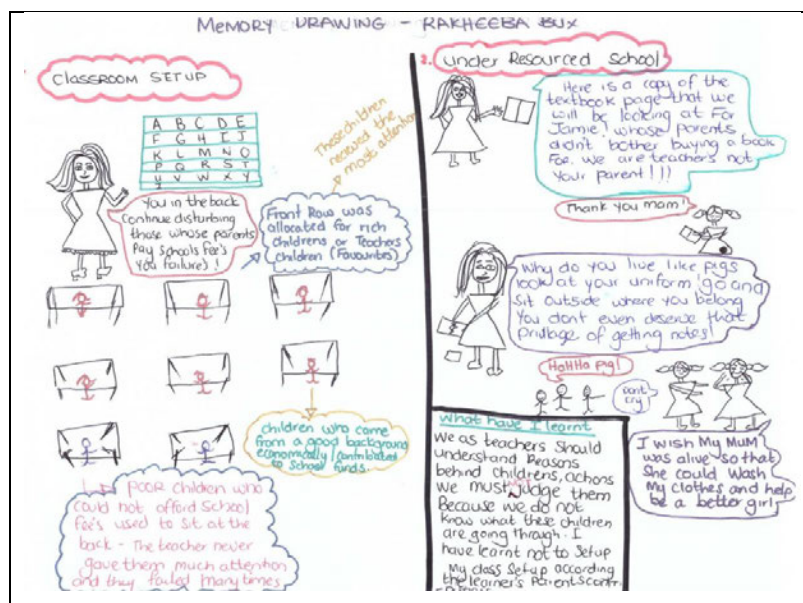 MEMORY DRAWING - RAKHEEBA BUX
CLASSROOM SETUP
A B C D E
F G H I J
K L M N O
P Q R S T
U V W X Y
Z
These children
received the
most attention
You in the back
Continue disturbing
those whose parents
Pay schools fee's
You failures!
Front Row was
allocated for rich
childrens or Teachers
children (Favourites)
children who come
from a good background
economically/contributed
to school funds.
POOR children who
could not afford School
Fee's used to sit at the
back - The teacher never
gave them much attention
and they failed many times
2. Under Resourced School
Here is a copy of the
textbook page that we
will be looking at For
Jamie, whose parents
didn't bother buying a book
For. we are teachers not
your parent!!!
Thank you mam!
Why do you live like pigs
look at your uniform! go and
Sit outside where you belong
You dont even deserve that
privllage of getting notes!
HaHHa pig!
Dont
cry
I wish My MuM
was alive so that
She could Wash
My clothes and help
be a better girl
What have I learnt
We as teachers Should
understand Reasons
behind childrens, actions
We must judge them
Because we do not
know what these children
are going through. I
have learnt not to setup
My class Setup according
the learner's Parents contr-